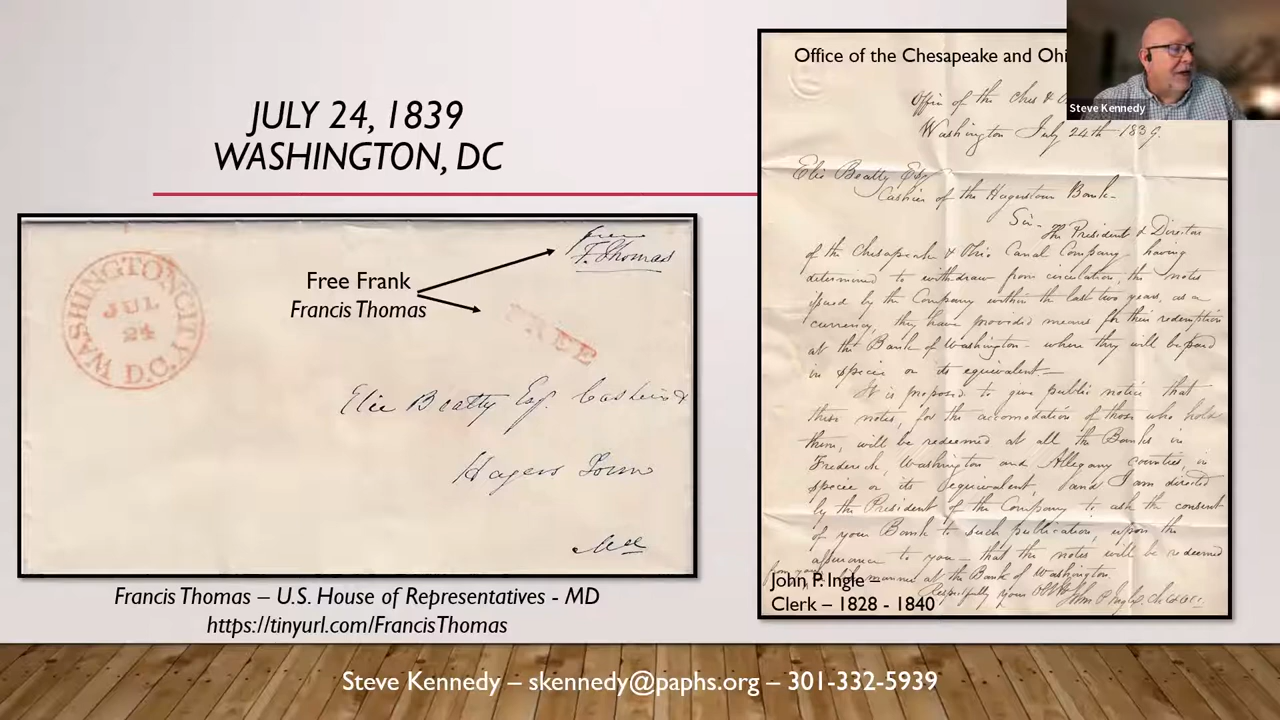 JULY 24, 1839
WASHINGTON, DC
WASHINGTON CITY
JUL
24
D.C.
free
F. Thomas
Free Frank
Francis Thomas
FREE
Elie Beatty Esq. Cashier
Hagers Town
Md
Francis Thomas – U.S. House of Representatives - MD
https://tinyurl.com/FrancisThomas
Office of the Chesapeake and Ohi
Steve Kennedy
Office of the Ches &
Washington July 24th 1839.
Elie Beatty Esq
Cashier of the Hagerstown Bank-
Sir- The President & Directors
of the Chesapeake & Ohio Canal Company having
determined to withdraw from circulation, the notes
issued by the Company within the last two years, as a
currency, they have provided means for their redemption
at the Bank of Washington - where they will be paid
in specie or its equivalent.-
It is proposed to give public notice that
these notes, for the accomodation of those who hold
them, will be redeemed at all the Banks in
Frederick, Washington and Allegany counties, in
specie or its equivalent, and I am directed
by the President of the Company to ask the consent
of your Bank to such publication, upon the
assurance to you - that the notes will be redeemed
manner at the Bank of Washington.
Respectfully your Obt
John P. Ingle
John P. Ingle –
Clerk – 1828 - 1840
Steve Kennedy – skennedy@paphs.org – 301-332-5939